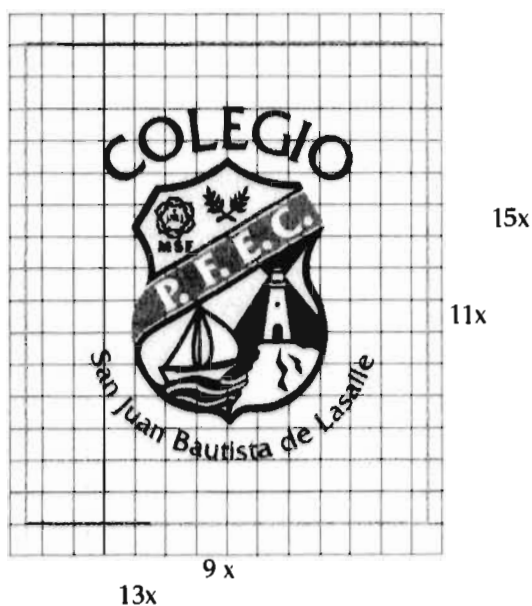 COLEGIO
MSF
P. F. E. C.
San Juan Bautista de Lasalle
15x
11x
9 x
13x